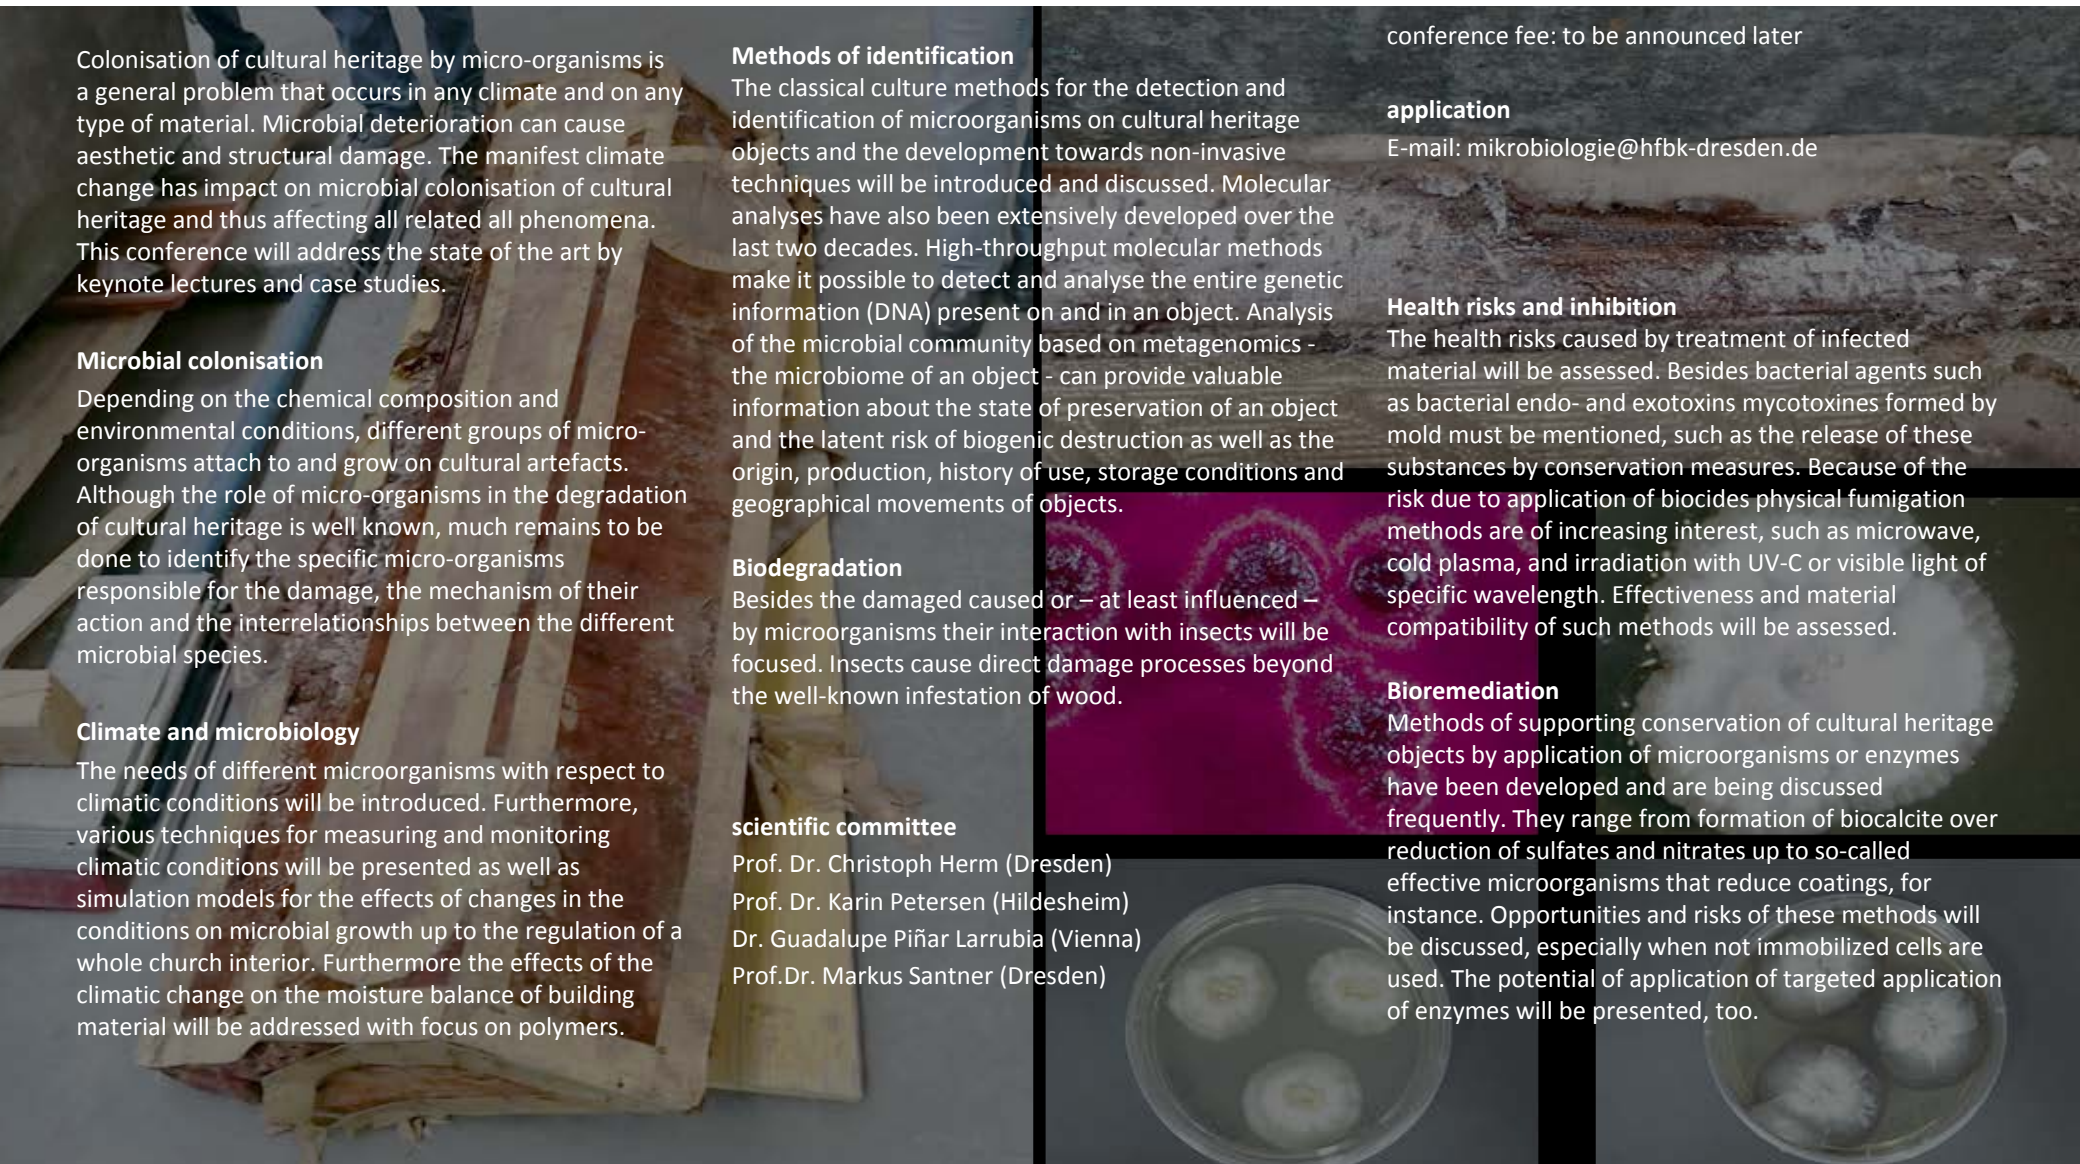 Colonisation of cultural heritage by micro-organisms is
a general problem that occurs in any climate and on any
type of material. Microbial deterioration can cause
aesthetic and structural damage. The manifest climate
change has impact on microbial colonisation of cultural
heritage and thus affecting all related all phenomena.
This conference will address the state of the art by
keynote lectures and case studies.
Microbial colonisation
Depending on the chemical composition and
environmental conditions, different groups of micro-
organisms attach to and grow on cultural artefacts.
Although the role of micro-organisms in the degradation
of cultural heritage is well known, much remains to be
done to identify the specific micro-organisms
responsible for the damage, the mechanism of their
action and the interrelationships between the different
microbial species.
Climate and microbiology
The needs of different microorganisms with respect to
climatic conditions will be introduced. Furthermore,
various techniques for measuring and monitoring
climatic conditions will be presented as well as
simulation models for the effects of changes in the
conditions on microbial growth up to the regulation of a
whole church interior. Furthermore the effects of the
climatic change on the moisture balance of building
material will be addressed with focus on polymers.
Methods of identification
The classical culture methods for the detection and
identification of microorganisms on cultural heritage
objects and the development towards non-invasive
techniques will be introduced and discussed. Molecular
analyses have also been extensively developed over the
last two decades. High-throughput molecular methods
make it possible to detect and analyse the entire genetic
information (DNA) present on and in an object. Analysis
of the microbial community based on metagenomics -
the microbiome of an object - can provide valuable
information about the state of preservation of an object
and the latent risk of biogenic destruction as well as the
origin, production, history of use, storage conditions and
geographical movements of objects.
Biodegradation
Besides the damaged caused or – at least influenced –
by microorganisms their interaction with insects will be
focused. Insects cause direct damage processes beyond
the well-known infestation of wood.
scientific committee
Prof. Dr. Christoph Herm (Dresden)
Prof. Dr. Karin Petersen (Hildesheim)
Dr. Guadalupe Piñar Larrubia (Vienna)
Prof.Dr. Markus Santner (Dresden)
conference fee: to be announced later
application
E-mail: mikrobiologie@hfbk-dresden.de
Health risks and inhibition
The health risks caused by treatment of infected
material will be assessed. Besides bacterial agents such
as bacterial endo- and exotoxins mycotoxines formed by
mold must be mentioned, such as the release of these
substances by conservation measures. Because of the
risk due to application of biocides physical fumigation
methods are of increasing interest, such as microwave,
cold plasma, and irradiation with UV-C or visible light of
specific wavelength. Effectiveness and material
compatibility of such methods will be assessed.
Bioremediation
Methods of supporting conservation of cultural heritage
objects by application of microorganisms or enzymes
have been developed and are being discussed
frequently. They range from formation of biocalcite over
reduction of sulfates and nitrates up to so-called
effective microorganisms that reduce coatings, for
instance. Opportunities and risks of these methods will
be discussed, especially when not immobilized cells are
used. The potential of application of targeted application
of enzymes will be presented, too.